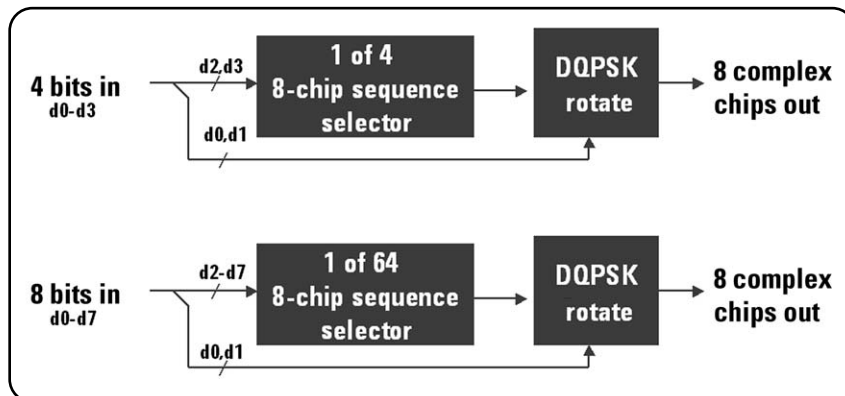 4 bits in
d0-d3
d2,d3
d0,d1
1 of 4
8-chip sequence
selector
DQPSK
rotate
8 complex
chips out
8 bits in
d0-d7
d2-d7
d0,d1
1 of 64
8-chip sequence
selector
DQPSK
rotate
8 complex
chips out